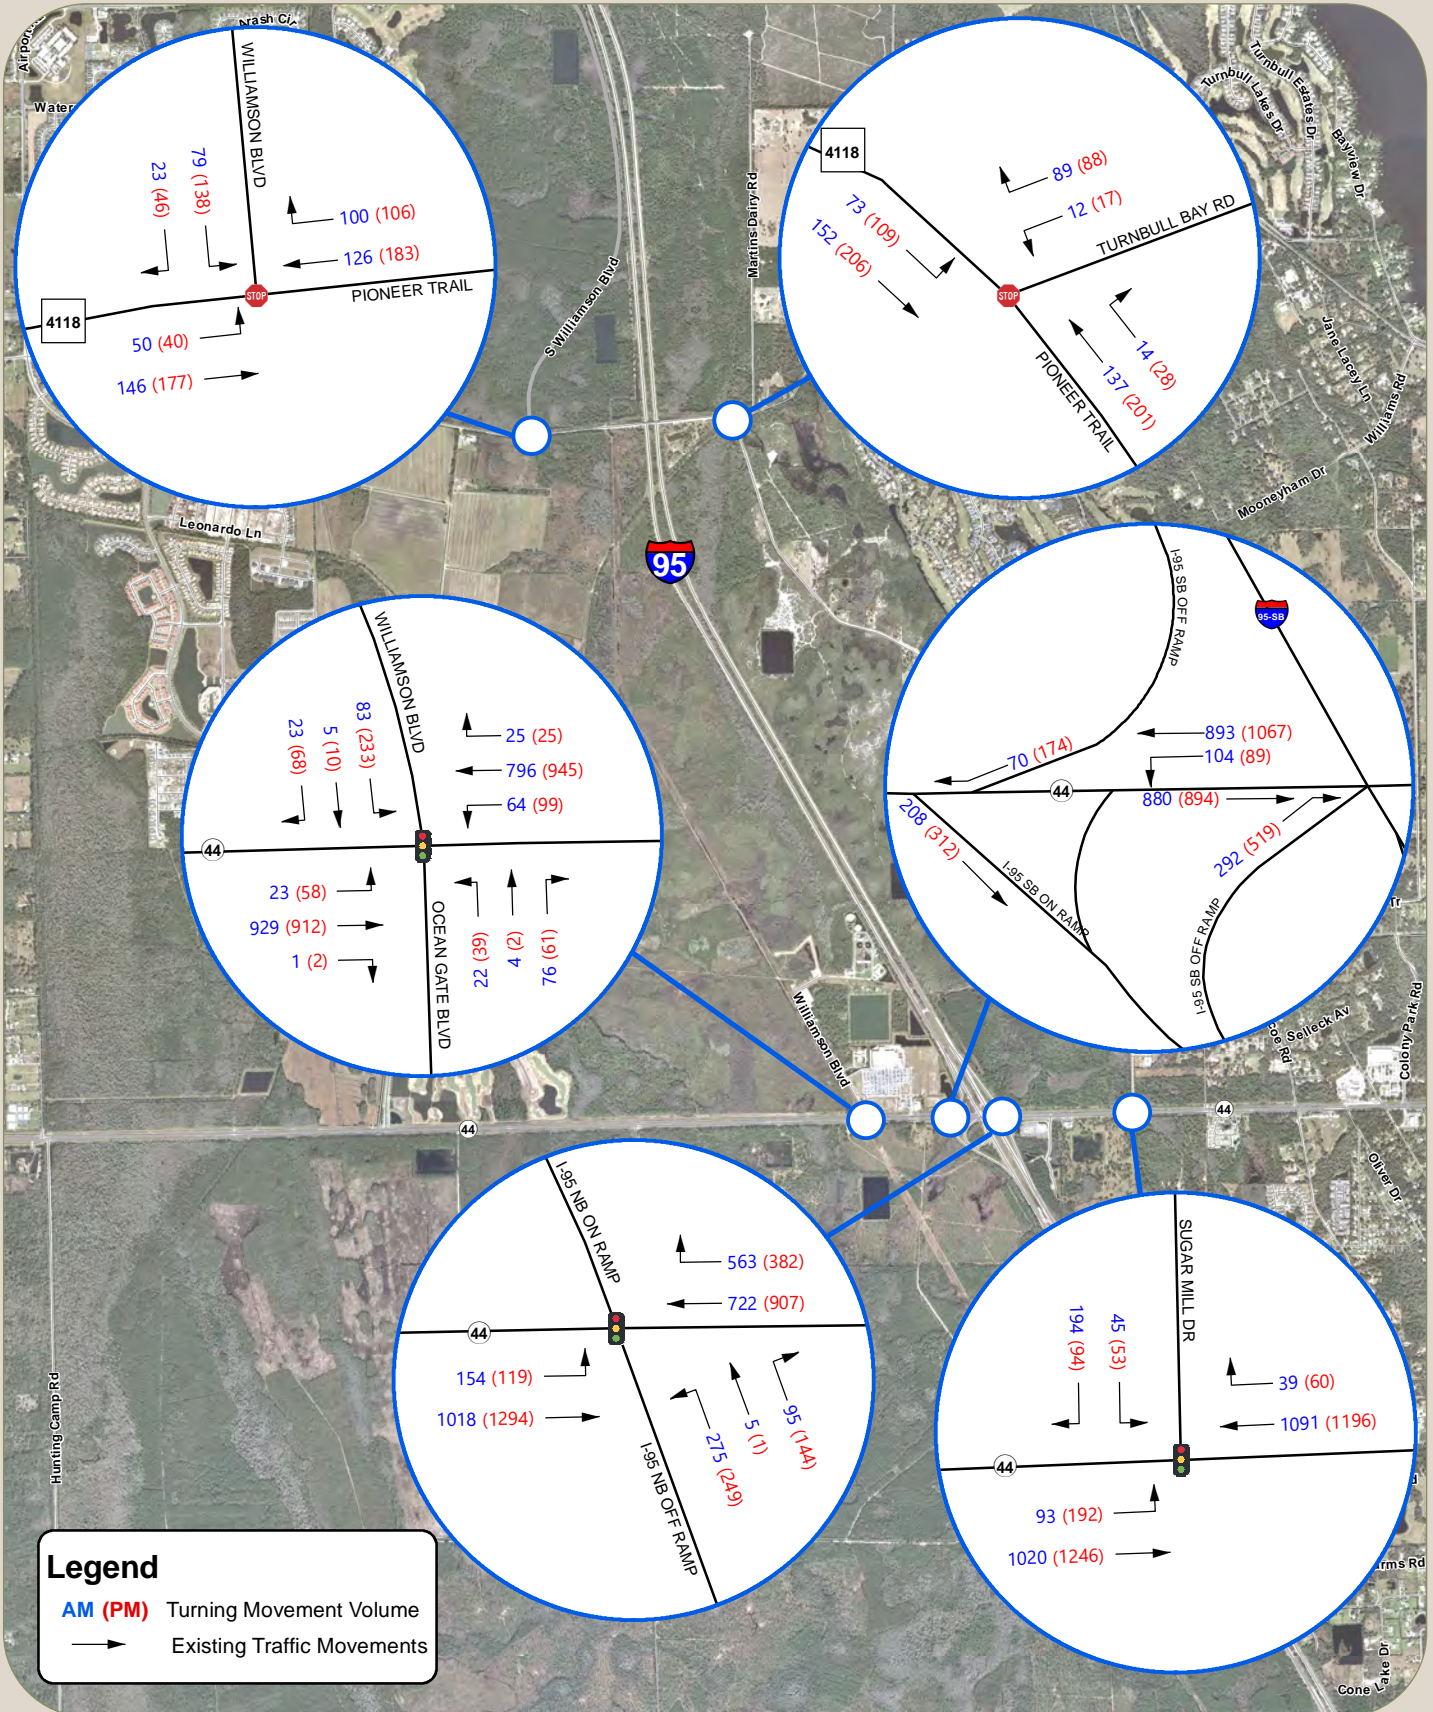 Airport
Arash Cir
Water
WILLIAMSON BLVD
23 (46)
79 (138)
100 (106)
126 (183)
STOP
PIONEER TRAIL
4118
50 (40)
146 (177)
S Williamson Blvd
Martins Dairy Rd
4118
73 (109)
152 (206)
89 (88)
12 (17)
TURNBULL BAY RD
STOP
14 (28)
137 (201)
PIONEER TRAIL
Turnbull Estates Dr
Turnbull Lakes Dr
Bayview Dr
Jane Lacey Ln
Williams Rd
Mooneyham Dr
Leonardo Ln
95
I-95 SB OFF RAMP
95-SB
893 (1067)
104 (89)
70 (174)
44
880 (894)
208 (312)
292 (519)
I-95 SB ON RAMP
I-95 SB OFF RAMP
WILLIAMSON BLVD
23 (68)
5 (10)
83 (233)
25 (25)
796 (945)
64 (99)
44
23 (58)
929 (912)
1 (2)
22 (39)
4 (2)
76 (61)
OCEAN GATE BLVD
Williamson Blvd
Tr
coe Rd
Selleck Av
Colony Park Rd
44
44
Oliver Dr
I-95 NB ON RAMP
563 (382)
722 (907)
44
154 (119)
1018 (1294)
275 (249)
5 (1)
95 (144)
I-95 NB OFF RAMP
SUGAR MILL DR
194 (94)
45 (53)
39 (60)
1091 (1196)
44
93 (192)
1020 (1246)
Hunting Camp Rd
rms Rd
Cone Lake Dr
Legend
AM (PM) Turning Movement Volume
Existing Traffic Movements